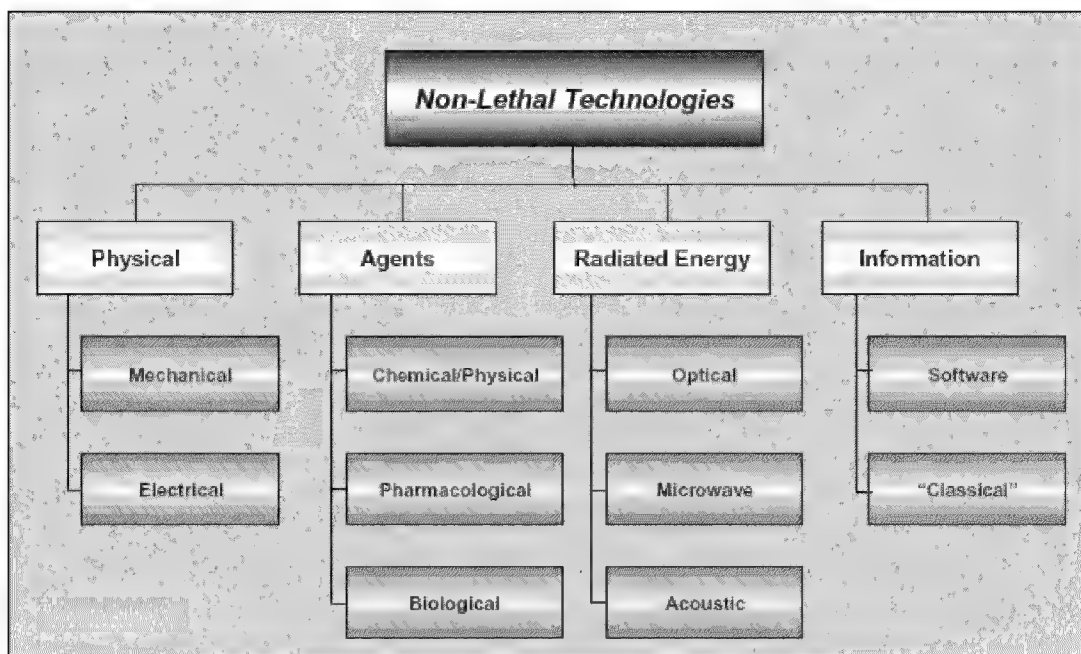 Non-Lethal Technologies
Physical
Agents
Radiated Energy
Information
Mechanical
Chemical/Physical
Optical
Software
Electrical
Pharmacological
Microwave
“Classical”
Biological
Acoustic